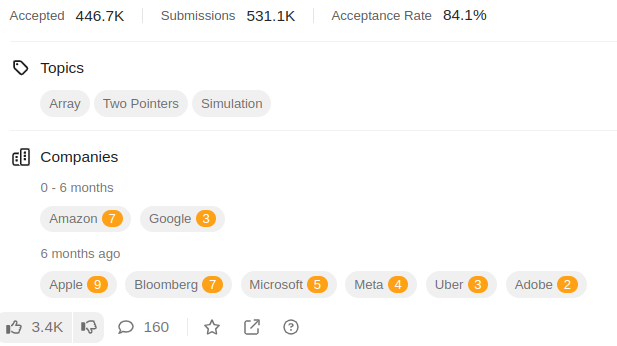 Accepted 446.7K Submissions 531.1K Acceptance Rate 84.1%
Topics
Array Two Pointers Simulation
Companies
0 - 6 months
Amazon 7 Google 3
6 months ago
Apple 9 Bloomberg 7 Microsoft 5 Meta 4 Uber 3 Adobe 2
3.4K 160